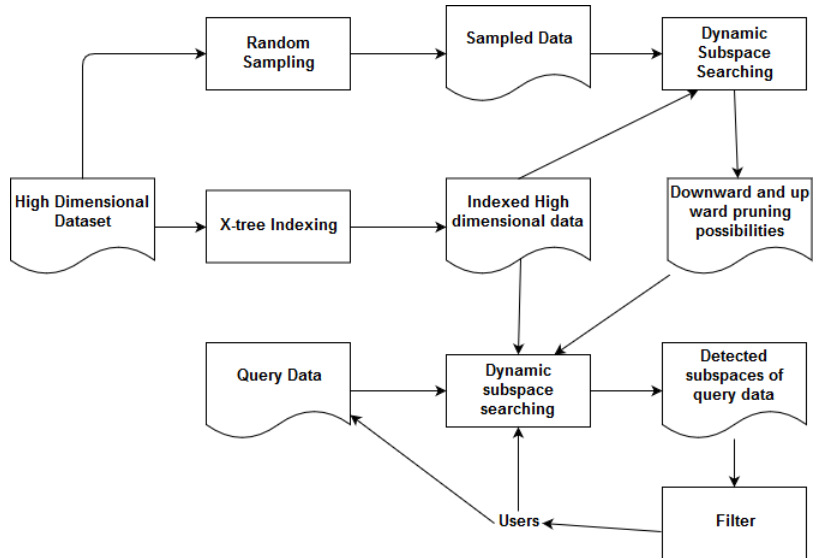 Random
Sampling
Sampled Data
Dynamic
Subspace
Searching
High Dimensional
Dataset
X-tree Indexing
Indexed High
dimensional data
Downward and up
ward pruning
possibilities
Query Data
Dynamic
subspace
searching
Detected
subspaces of
query data
Users
Filter